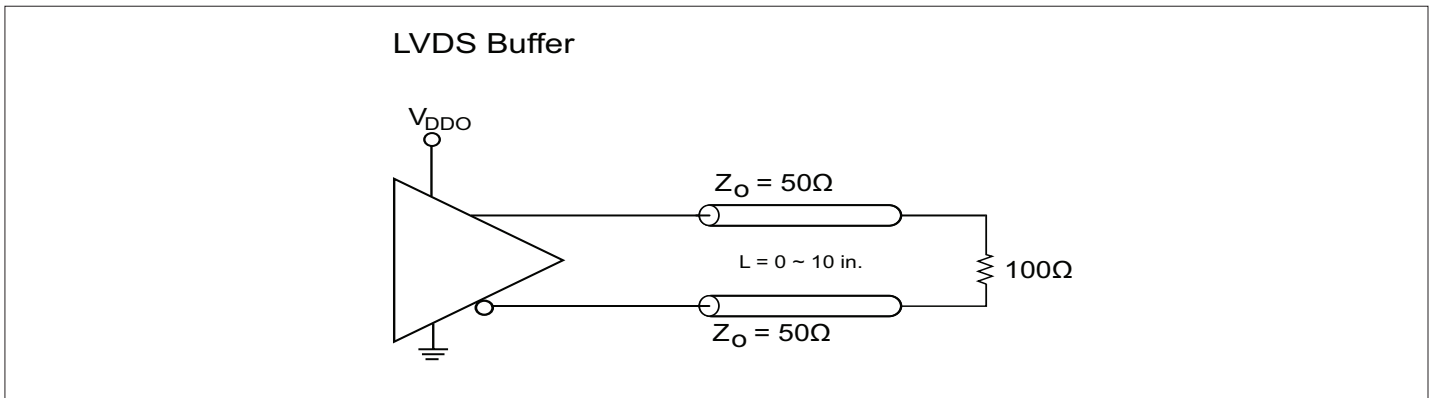 LVDS Buffer
VDDO
ZO = 50Ω
L = 0 ~ 10 in.
100Ω
ZO = 50Ω